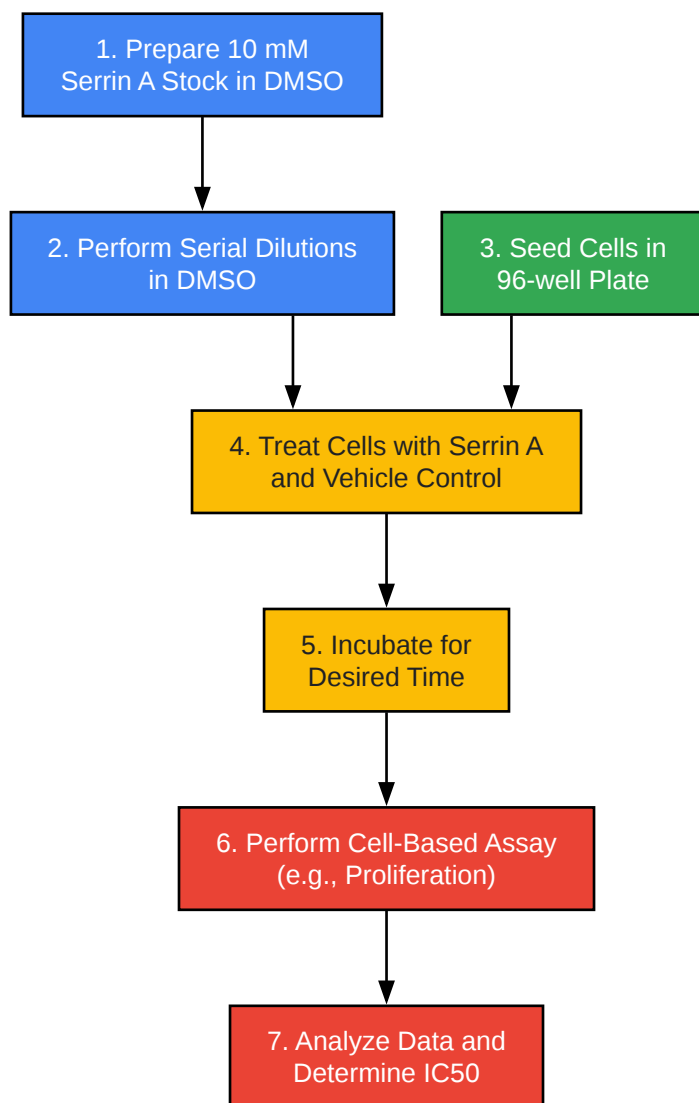 1. Prepare 10 mM
Serrin A Stock in DMSO
2. Perform Serial Dilutions
in DMSO
3. Seed Cells in
96-well Plate
4. Treat Cells with Serrin A
and Vehicle Control
5. Incubate for
Desired Time
6. Perform Cell-Based Assay
(e.g., Proliferation)
7. Analyze Data and
Determine IC50